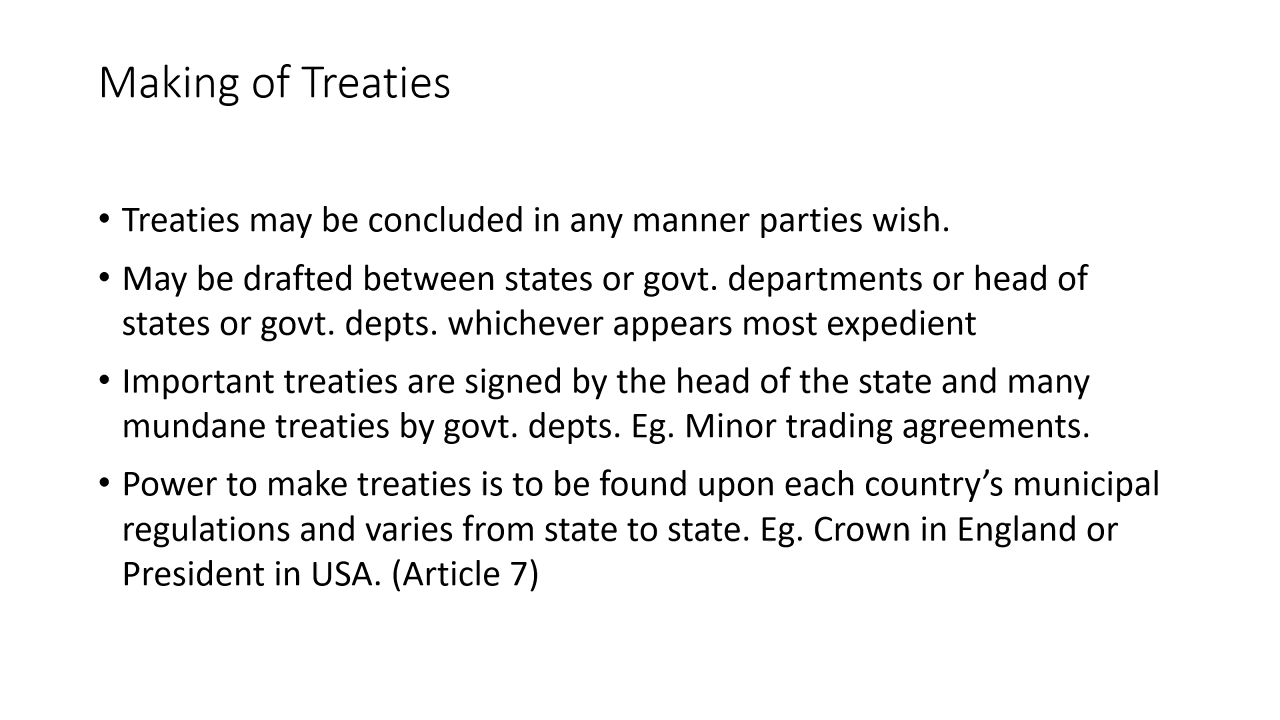 Making of Treaties
• Treaties may be concluded in any manner parties wish.
• May be drafted between states or govt. departments or head of
states or govt. depts. whichever appears most expedient
• Important treaties are signed by the head of the state and many
mundane treaties by govt. depts. Eg. Minor trading agreements.
• Power to make treaties is to be found upon each country’s municipal
regulations and varies from state to state. Eg. Crown in England or
President in USA. (Article 7)